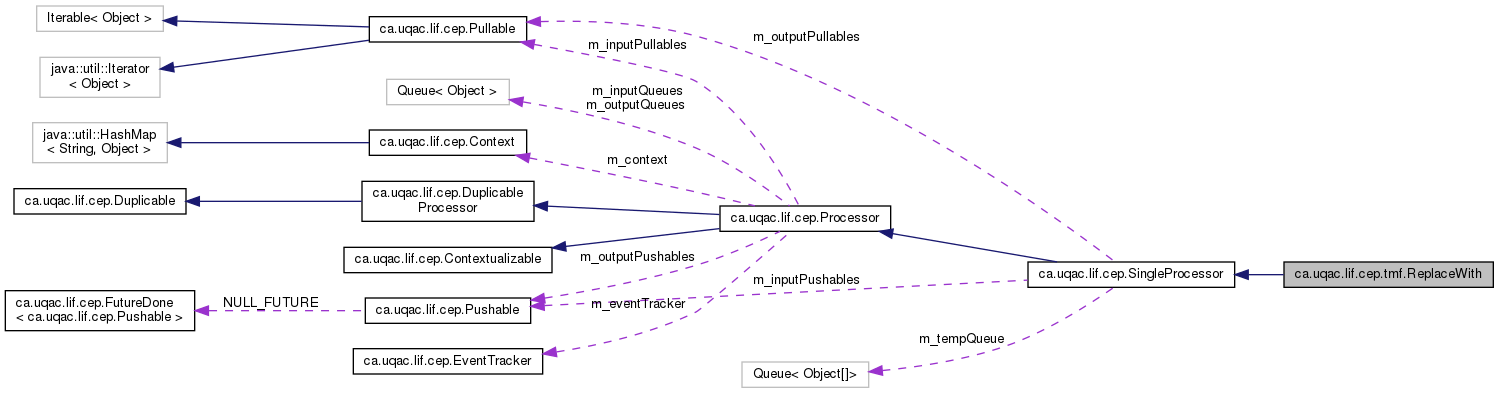 Iterable< Object >
ca.uqac.lif.cep.Pullable
m_outputPullables
m_inputPullables
java::util::Iterator
< Object >
Queue< Object >
m_inputQueues
m_outputQueues
java::util::HashMap
< String, Object >
ca.uqac.lif.cep.Context
m_context
ca.uqac.lif.cep.Duplicable
ca.uqac.lif.cep.Duplicable
Processor
ca.uqac.lif.cep.Processor
ca.uqac.lif.cep.Contextualizable
m_outputPushables
ca.uqac.lif.cep.SingleProcessor
ca.uqac.lif.cep.tmf.ReplaceWith
m_inputPushables
ca.uqac.lif.cep.FutureDone
< ca.uqac.lif.cep.Pushable >
NULL_FUTURE
ca.uqac.lif.cep.Pushable
m_eventTracker
ca.uqac.lif.cep.EventTracker
m_tempQueue
Queue< Object[]>